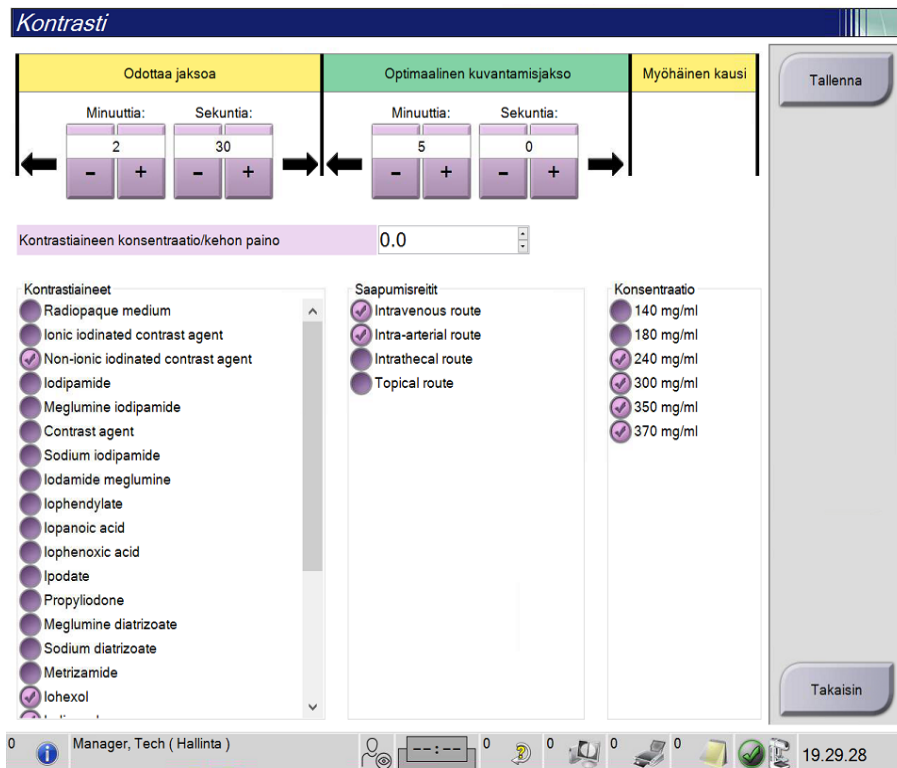 Kontrasti
Odottaa jaksoa
Optimaalinen kuvantamisjakso
Myöhäinen kausi
Tallenna
Minuuttia: Sekuntia:
2 30
- + - +
Minuuttia: Sekuntia:
5 0
- + - +
Kontrastiaineen konsentraatio/kehon paino 0.0
Kontrastiaineet
Radiopaque medium
Ionic iodinated contrast agent
Non-ionic iodinated contrast agent
Iodipamide
Meglumine iodipamide
Contrast agent
Sodium iodipamide
Iodamide meglumine
Iophendylate
Iopanoic acid
Iophenoxic acid
Ipodate
Propyliodone
Meglumine diatrizoate
Sodium diatrizoate
Metrizamide
Iohexol
Saapumisreitit
Intravenous route
Intra-arterial route
Intrathecal route
Topical route
Konsentraatio
140 mg/ml
180 mg/ml
240 mg/ml
300 mg/ml
350 mg/ml
370 mg/ml
Takaisin
0 Manager, Tech ( Hallinta ) --:-- 0 0 0 0 19.29.28